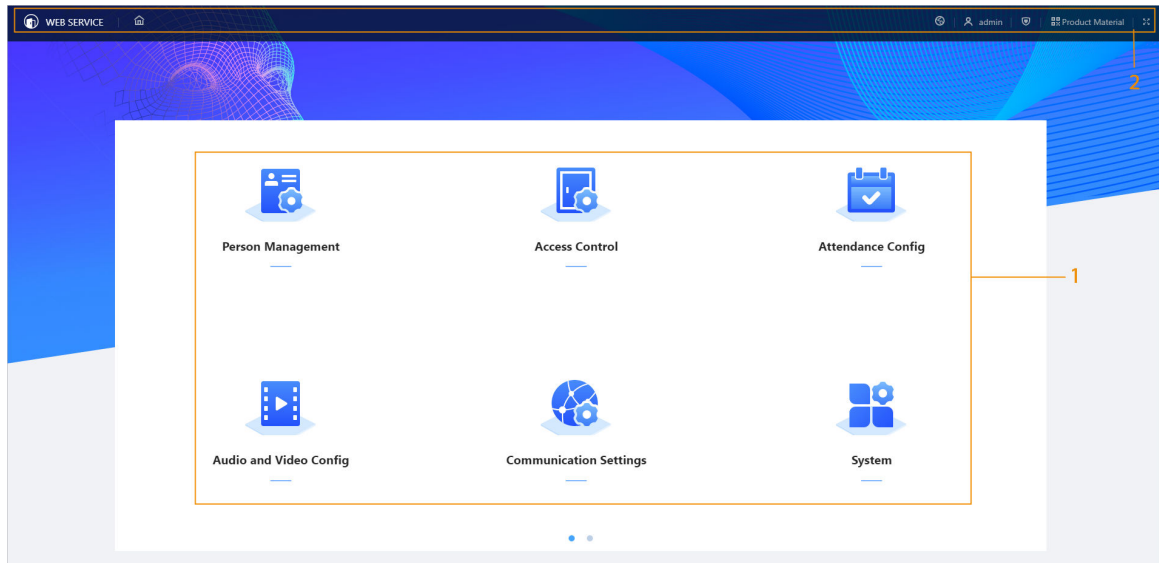 WEB SERVICE admin Product Material
2
Person Management Access Control Attendance Config
1
Audio and Video Config Communication Settings System